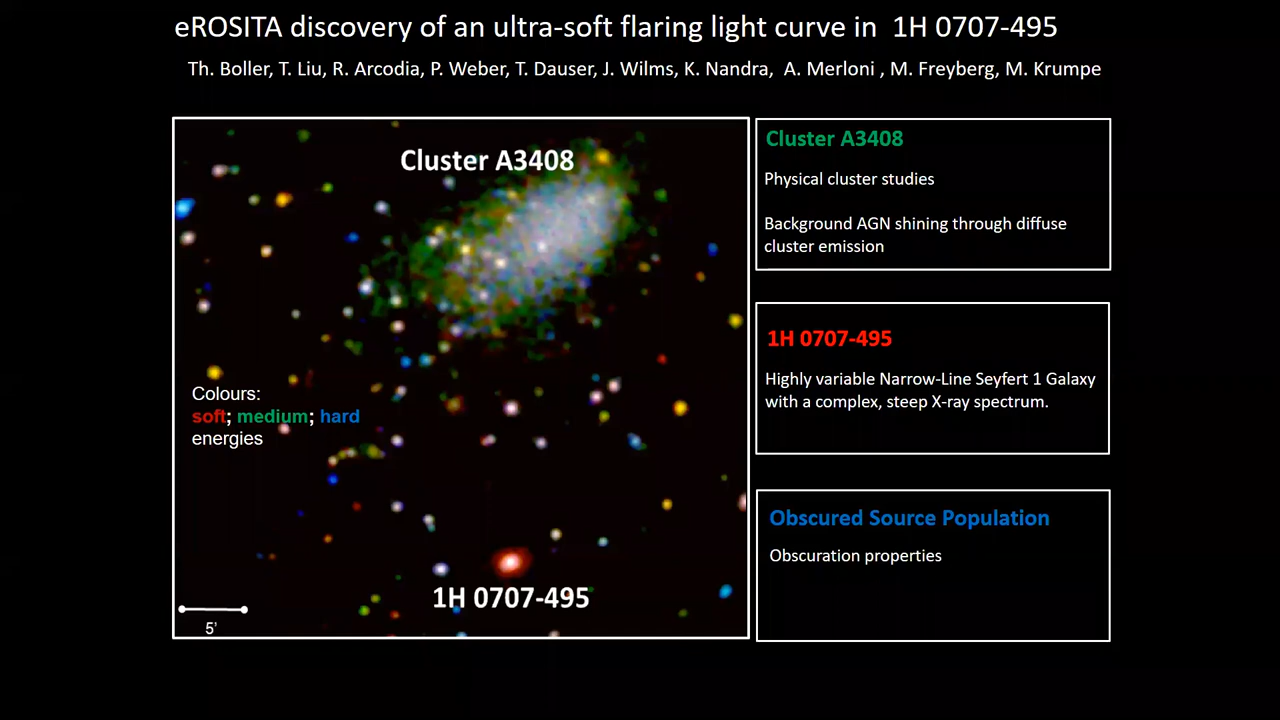 eROSITA discovery of an ultra-soft flaring light curve in 1H 0707-495
Th. Boller, T. Liu, R. Arcodia, P. Weber, T. Dauser, J. Wilms, K. Nandra, A. Merloni , M. Freyberg, M. Krumpe
Cluster A3408
Colours:
soft; medium; hard
energies
1H 0707-495
5’
Cluster A3408
Physical cluster studies
Background AGN shining through diffuse
cluster emission
1H 0707-495
Highly variable Narrow-Line Seyfert 1 Galaxy
with a complex, steep X-ray spectrum.
Obscured Source Population
Obscuration properties